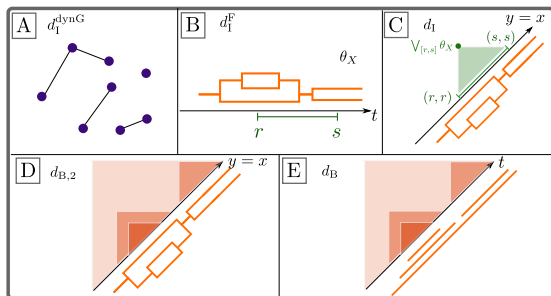 A d_I^dynG
B d_I^F
θ_X
r s t
C d_I y = x
⋁_[r,s] θ_X (s, s)
(r, r)
D d_B,2 y = x
E d_B t